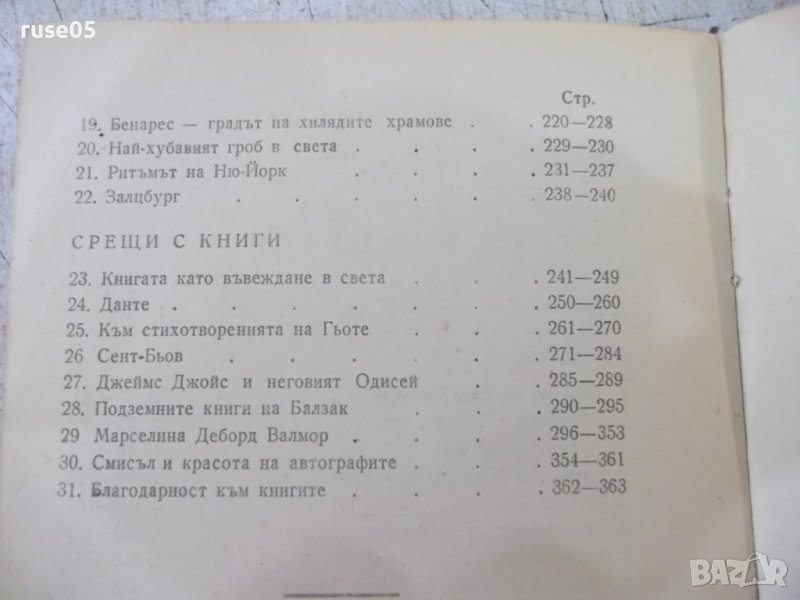 ruse05
Стр.
19. Бенарес — градът на хилядите храмове . . 220—228
20. Най-хубавият гроб в света . . . . 229—230
21. Ритъмът на Ню-Йорк . . . . 231—237
22. Залцбург . . . . . . 238—240
СРЕЩИ С КНИГИ
23. Книгата като въвеждане в света . . . 241—249
24. Данте . . . . . . . 250—260
25. Към стихотворенията на Гьоте . . . 261—270
26 Сент-Бьов . . . . . . 271—284
27. Джеймс Джойс и неговият Одисей . . 285—289
28. Подземните книги на Балзак . . . 290—295
29 Марселина Деборд Валмор . . . . 296—353
30. Смисъл и красота на автографите . . . 354—361
31. Благодарност към книгите . . . . 362—363
BAZAR